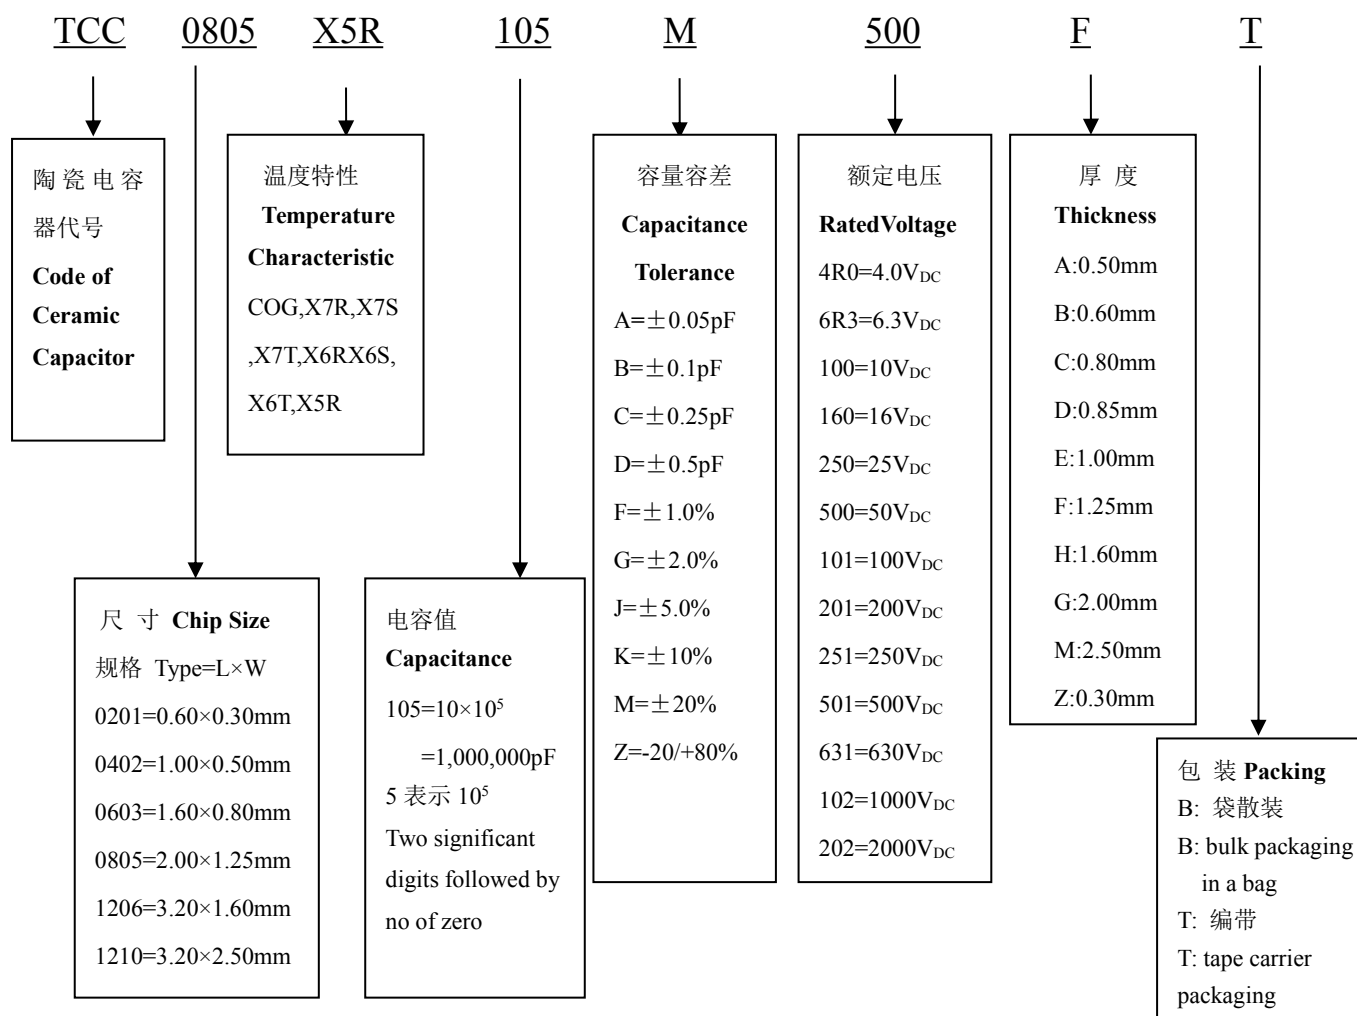 TCC 0805 X5R 105 M 500 F T
陶瓷电容
器代号
Code of
Ceramic
Capacitor
温度特性
Temperature
Characteristic
COG,X7R,X7S
,X7T,X6RX6S,
X6T,X5R
容量容差
Capacitance
Tolerance
A=±0.05pF
B=±0.1pF
C=±0.25pF
D=±0.5pF
F=±1.0%
G=±2.0%
J=±5.0%
K=±10%
M=±20%
Z=-20/+80%
额定电压
RatedVoltage
4R0=4.0VDC
6R3=6.3VDC
100=10VDC
160=16VDC
250=25VDC
500=50VDC
101=100VDC
201=200VDC
251=250VDC
501=500VDC
631=630VDC
102=1000VDC
202=2000VDC
厚 度
Thickness
A:0.50mm
B:0.60mm
C:0.80mm
D:0.85mm
E:1.00mm
F:1.25mm
H:1.60mm
G:2.00mm
M:2.50mm
Z:0.30mm
尺 寸 Chip Size
规格 Type=L×W
0201=0.60×0.30mm
0402=1.00×0.50mm
0603=1.60×0.80mm
0805=2.00×1.25mm
1206=3.20×1.60mm
1210=3.20×2.50mm
电容值
Capacitance
105=10×10⁵
=1,000,000pF
5 表示 10⁵
Two significant
digits followed by
no of zero
包 装 Packing
B: 袋散装
B: bulk packaging
in a bag
T: 编带
T: tape carrier
packaging